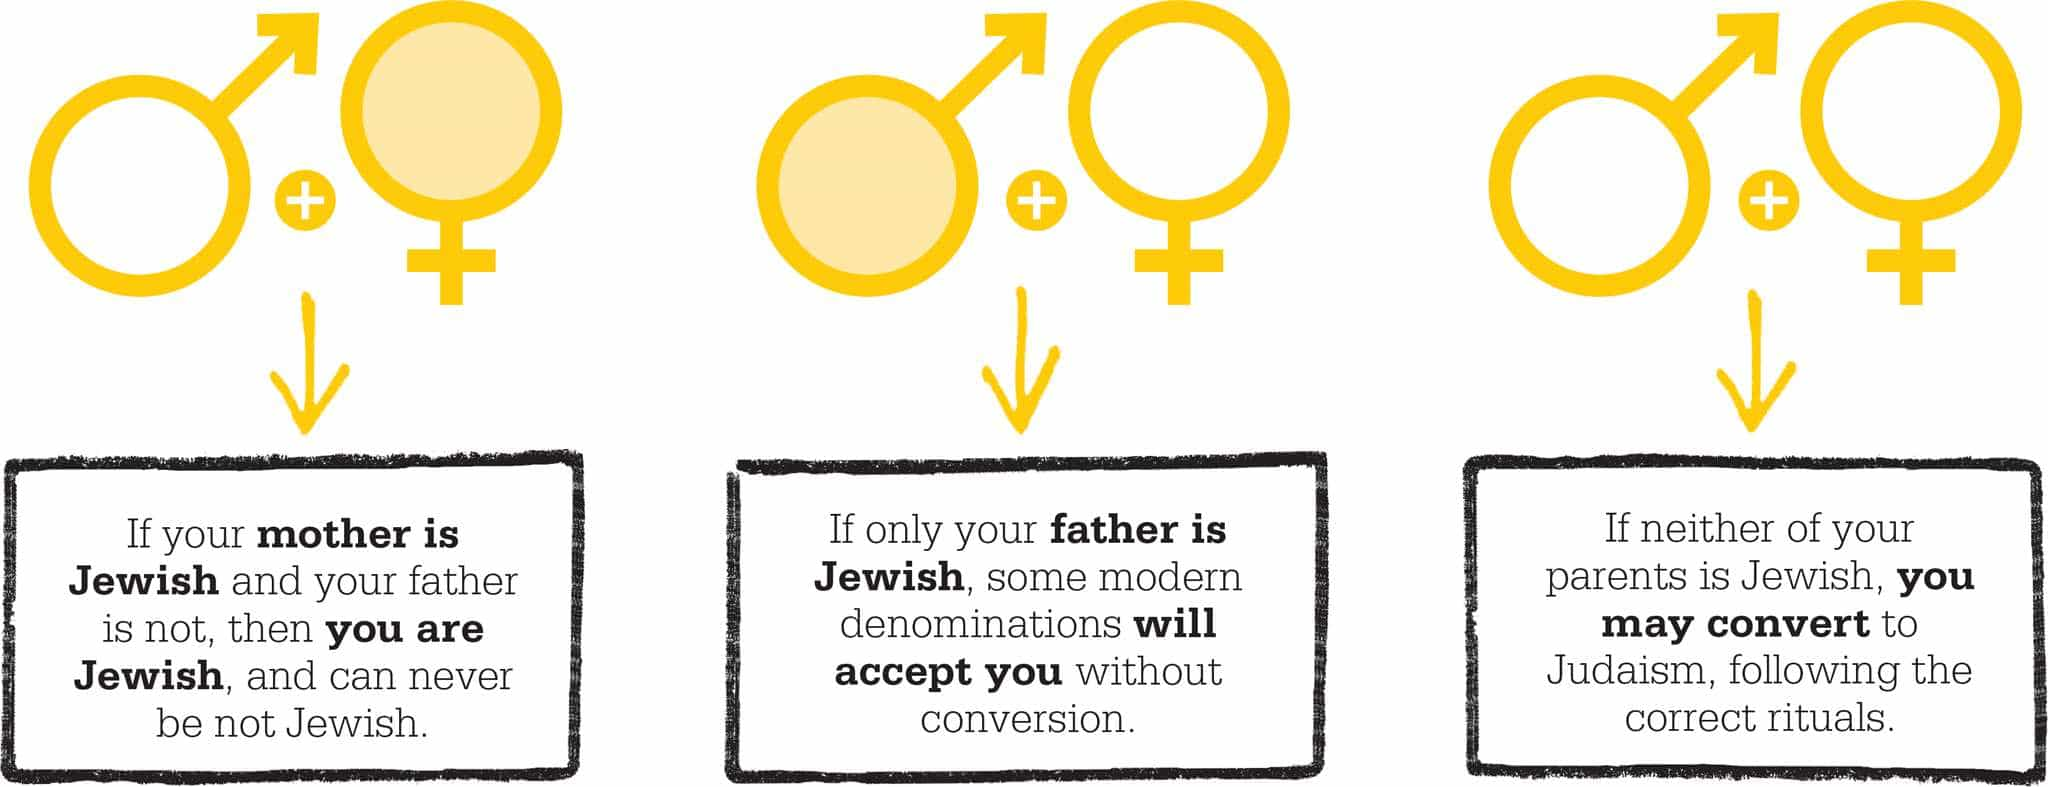 If your mother is
Jewish and your father
is not, then you are
Jewish, and can never
be not Jewish.
If only your father is
Jewish, some modern
denominations will
accept you without
conversion.
If neither of your
parents is Jewish, you
may convert to
Judaism, following the
correct rituals.